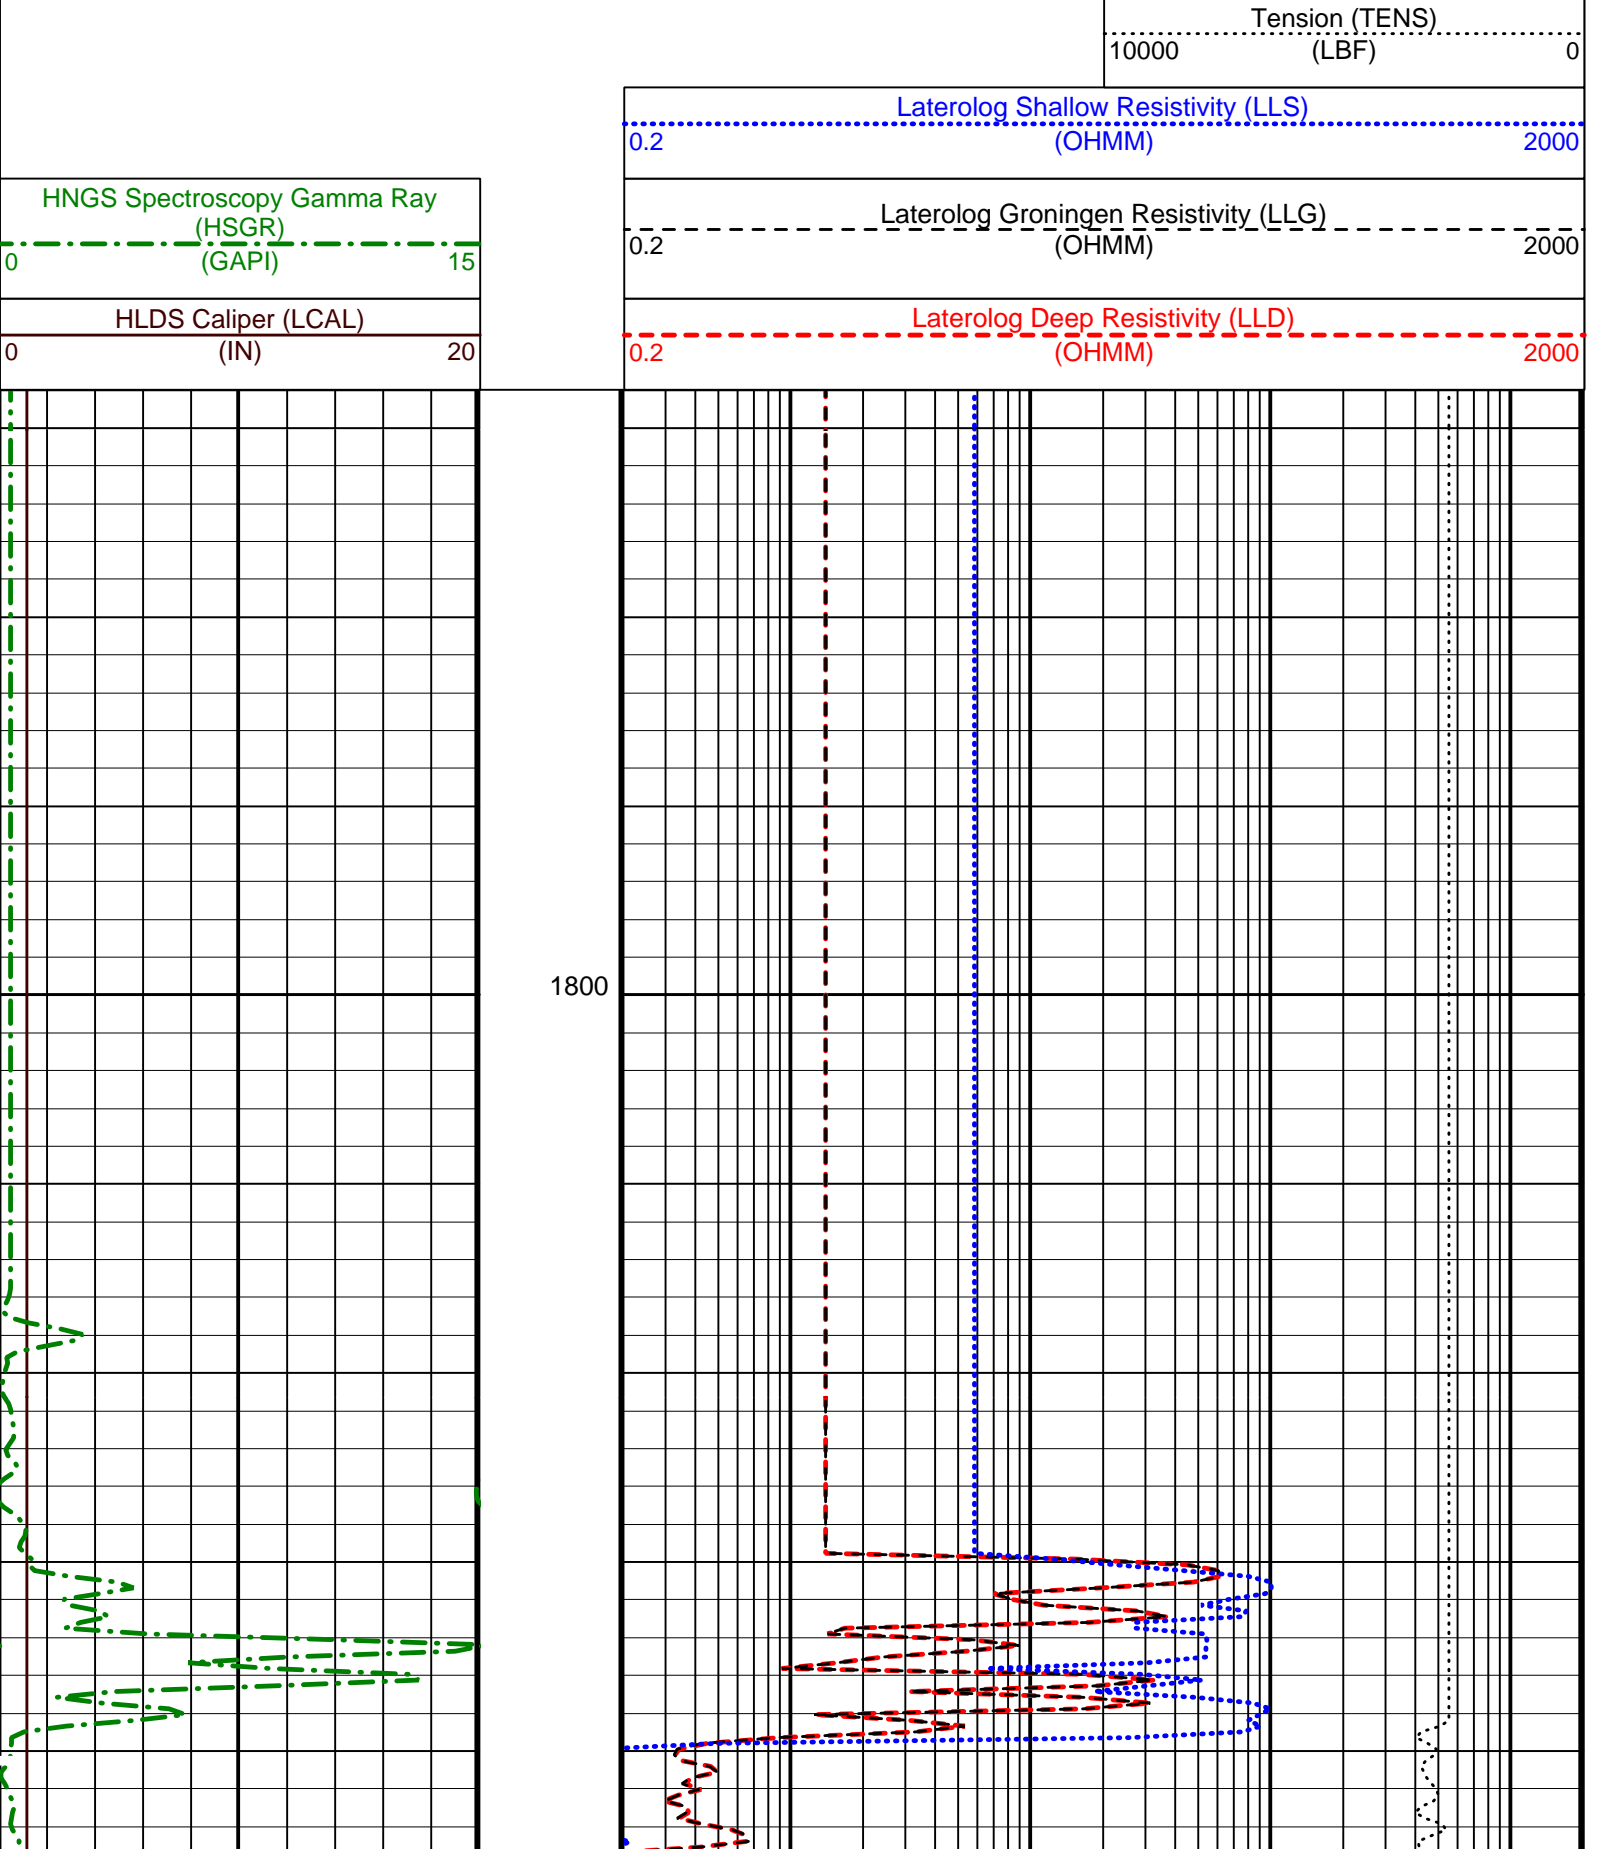 Tension (TENS)
10000 (LBF) 0
Laterolog Shallow Resistivity (LLS)
0.2 (OHMM) 2000
HNGS Spectroscopy Gamma Ray
(HSGR)
0 (GAPI) 15
Laterolog Groningen Resistivity (LLG)
0.2 (OHMM) 2000
HLDS Caliper (LCAL)
0 (IN) 20
Laterolog Deep Resistivity (LLD)
0.2 (OHMM) 2000
1800